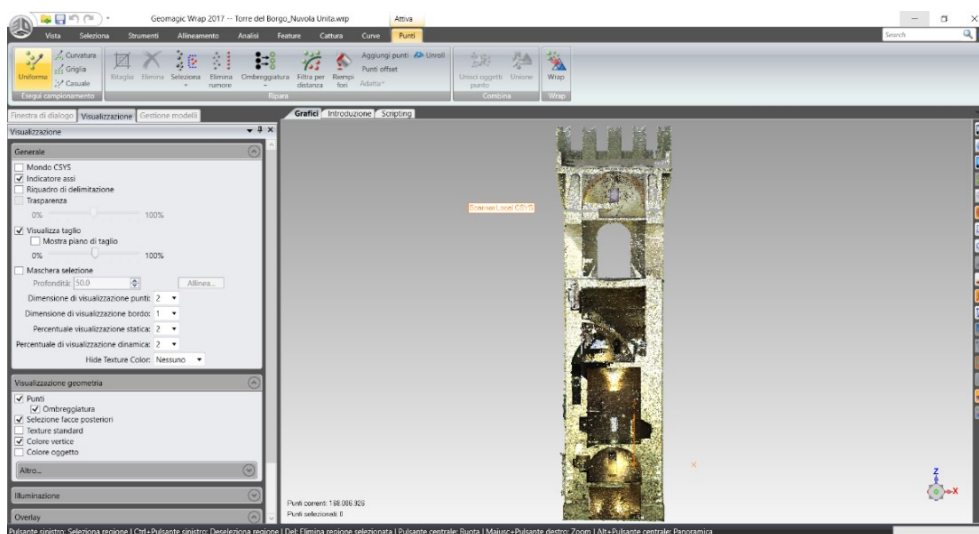 Geomagic Wrap 2017 -- Torre del Borgo_Nuvola Unita.wrp
Attiva
Vista Seleziona Strumenti Allineamento Analisi Feature Cattura Curve Punti
Search
Uniforme
Curvatura
Griglia
Casuale
Esegui campionamento
Ritaglia Elimina Seleziona Elimina rumore Ombreggiatura Filtra per distanza Riempi fori
Aggiungi punti Unroll
Punti offset
Adatta
Ripara
Unisci oggetti punto Unione
Combina
Wrap
Wrap
Finestra di dialogo Visualizzazione Gestione modelli
Grafici Introduzione Scripting
Visualizzazione
Generale
Mondo CSYS
Indicatore assi
Riquadro di delimitazione
Trasparenza
0% 100%
Visualizza taglio
Mostra piano di taglio
0% 100%
Maschera selezione
Profondità: 50.0 Allinea...
Dimensione di visualizzazione punti: 2
Dimensione di visualizzazione bordo: 1
Percentuale visualizzazione statica: 2
Percentuale di visualizzazione dinamica: 2
Hide Texture Color: Nessuno
Visualizzazione geometria
Punti
Ombreggiatura
Selezione facce posteriori
Texture standard
Colore vertice
Colore oggetto
Altro...
Illuminazione
Overlay
Scanner Local CSYS
X
Z
X
Punti correnti: 168.086.926
Punti selezionati: 0
Pulsante sinistro: Seleziona regione | Ctrl+Pulsante sinistro: Deseleziona regione | Del: Elimina regione selezionata | Pulsante centrale: Ruota | Maiusc+Pulsante destro: Zoom | Alt+Pulsante centrale: Panoramica